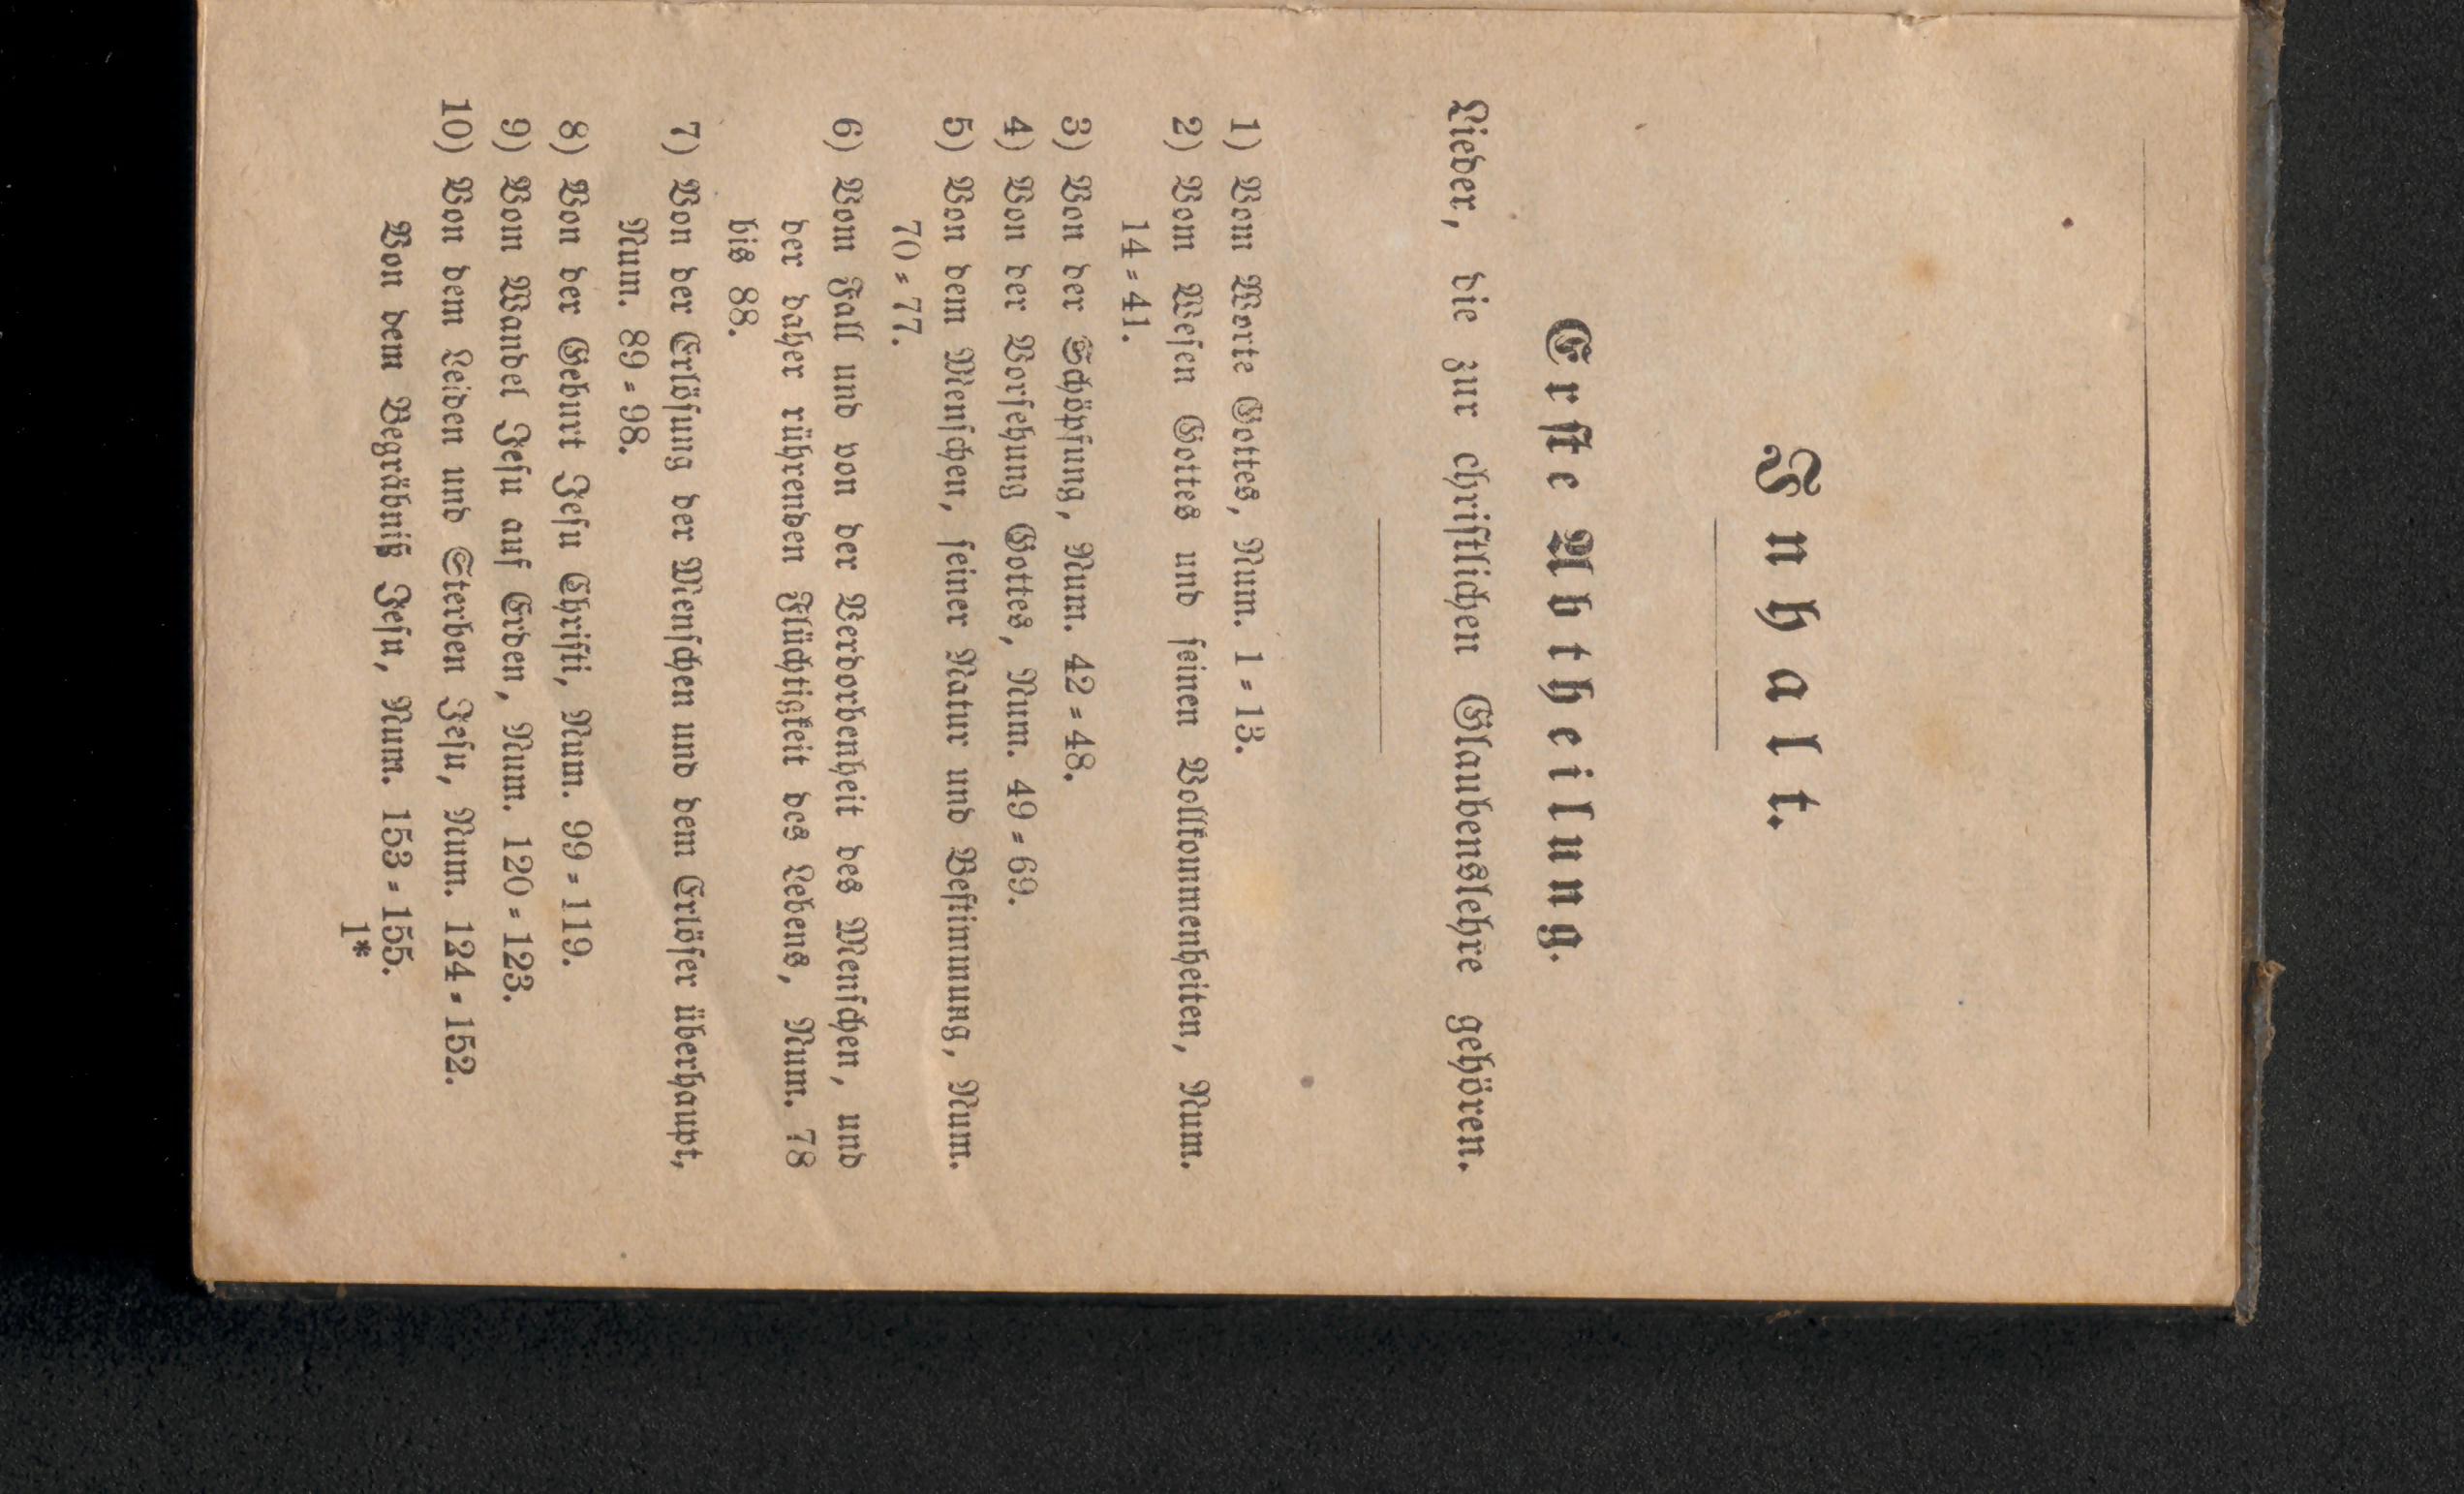 Inhalt.
Erste Abtheilung.
Lieder, die zur christlichen Glaubenslehre gehören.
1) Vom Worte Gottes, Num. 1=13.
2) Vom Wesen Gottes und seinen Vollkommenheiten, Num.
14=41.
3) Von der Schöpfung, Num. 42=48.
4) Von der Vorsehung Gottes, Num. 49=69.
5) Von dem Menschen, seiner Natur und Bestimmung, Num.
70=77.
6) Vom Fall und von der Verdorbenheit des Menschen, und
der daher rührenden Flüchtigkeit des Lebens, Num. 78
bis 88.
7) Von der Erlösung der Menschen und dem Erlöser überhaupt,
Num. 89=98.
8) Von der Geburt Jesu Christi, Num. 99=119.
9) Vom Wandel Jesu auf Erden, Num. 120=123.
10) Von dem Leiden und Sterben Jesu, Num. 124=152.
Von dem Begräbniß Jesu, Num. 153=155.
1*